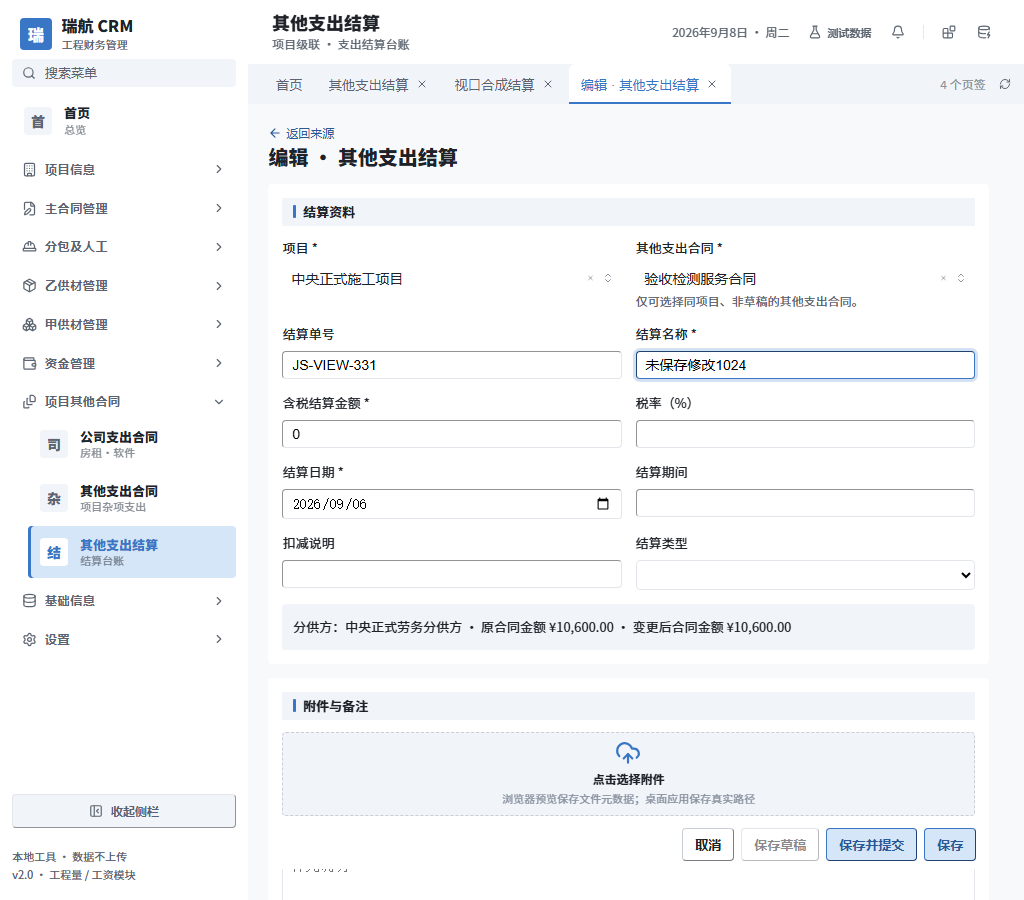 瑞
瑞航 CRM
工程财务管理
搜索菜单
首
首页
总览
项目信息
主合同管理
分包及人工
乙供材管理
甲供材管理
资金管理
项目其他合同
司
公司支出合同
房租·软件
杂
其他支出合同
项目杂项支出
结
其他支出结算
结算台账
基础信息
设置
收起侧栏
本地工具 · 数据不上传
v2.0 · 工程量 / 工资模块
其他支出结算
项目级联 · 支出结算台账
2026年9月8日 · 周二
测试数据
首页
其他支出结算 ×
视口合成结算 ×
编辑 · 其他支出结算 ×
4 个页签
← 返回来源
编辑 · 其他支出结算
结算资料
项目 *
中央正式施工项目 ×
其他支出合同 *
验收检测服务合同 ×
仅可选择同项目、非草稿的其他支出合同。
结算单号
JS-VIEW-331
结算名称 *
未保存修改1024
含税结算金额 *
0
税率（%）
结算日期 *
2026/09/06
结算期间
扣减说明
结算类型
分供方：中央正式劳务分供方 · 原合同金额 ¥10,600.00 · 变更后合同金额 ¥10,600.00
附件与备注
点击选择附件
浏览器预览保存文件元数据；桌面应用保存真实路径
取消
保存草稿
保存并提交
保存